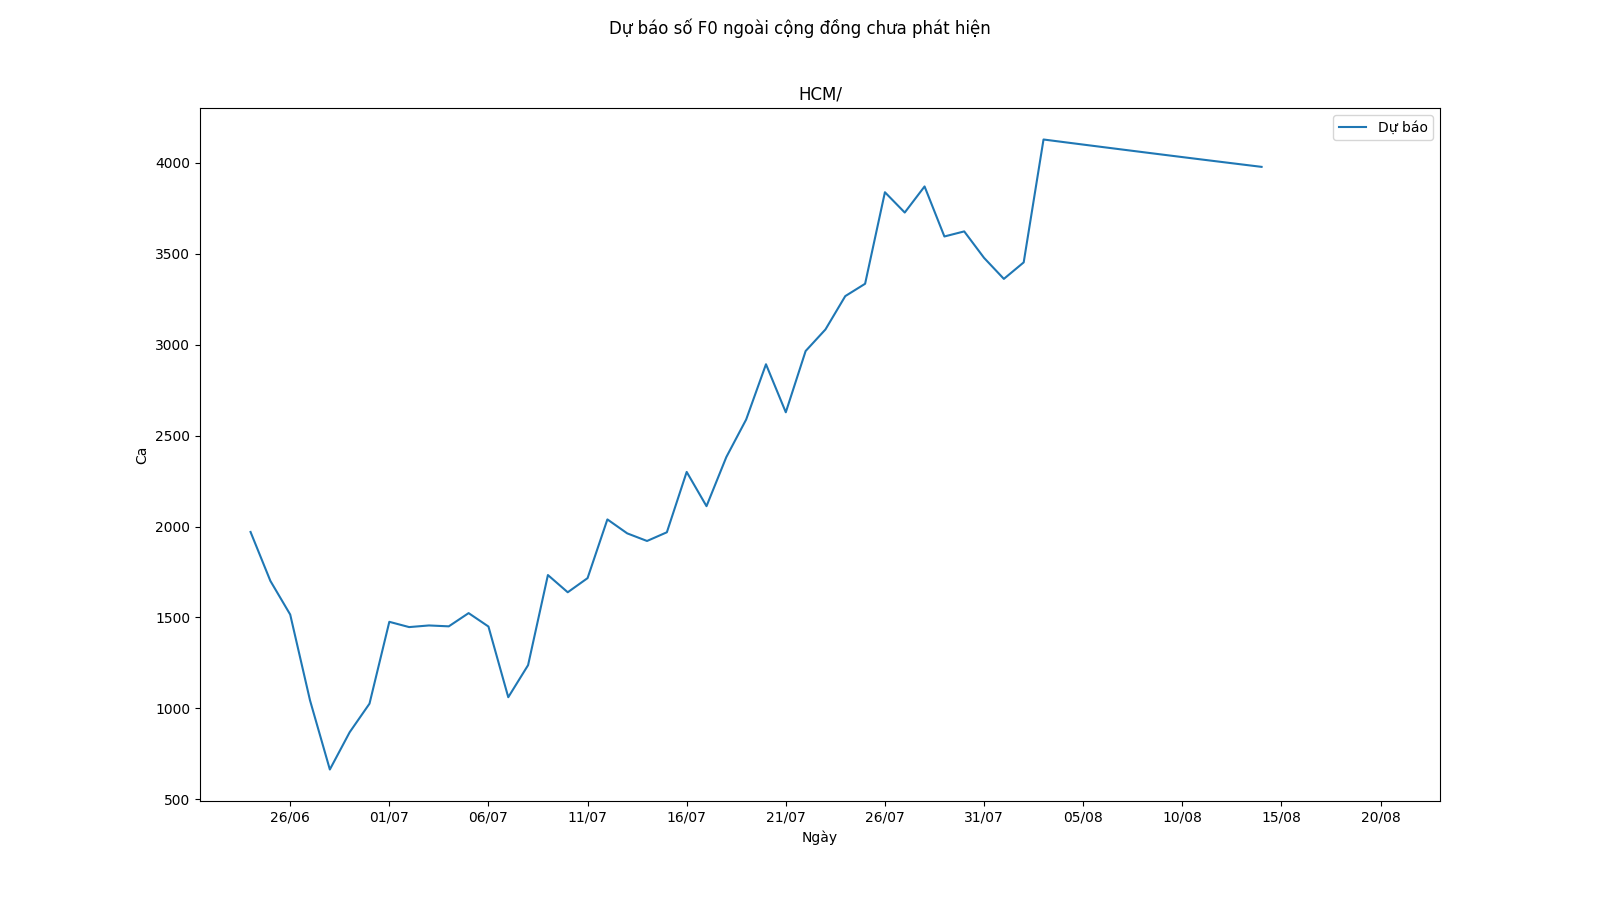 Dự báo số F0 ngoài cộng đồng chưa phát hiện
HCM/
Dự báo
4000
3500
3000
2500
2000
1500
1000
500
Ca
26/06 01/07 06/07 11/07 16/07 21/07 26/07 31/07 05/08 10/08 15/08 20/08
Ngày